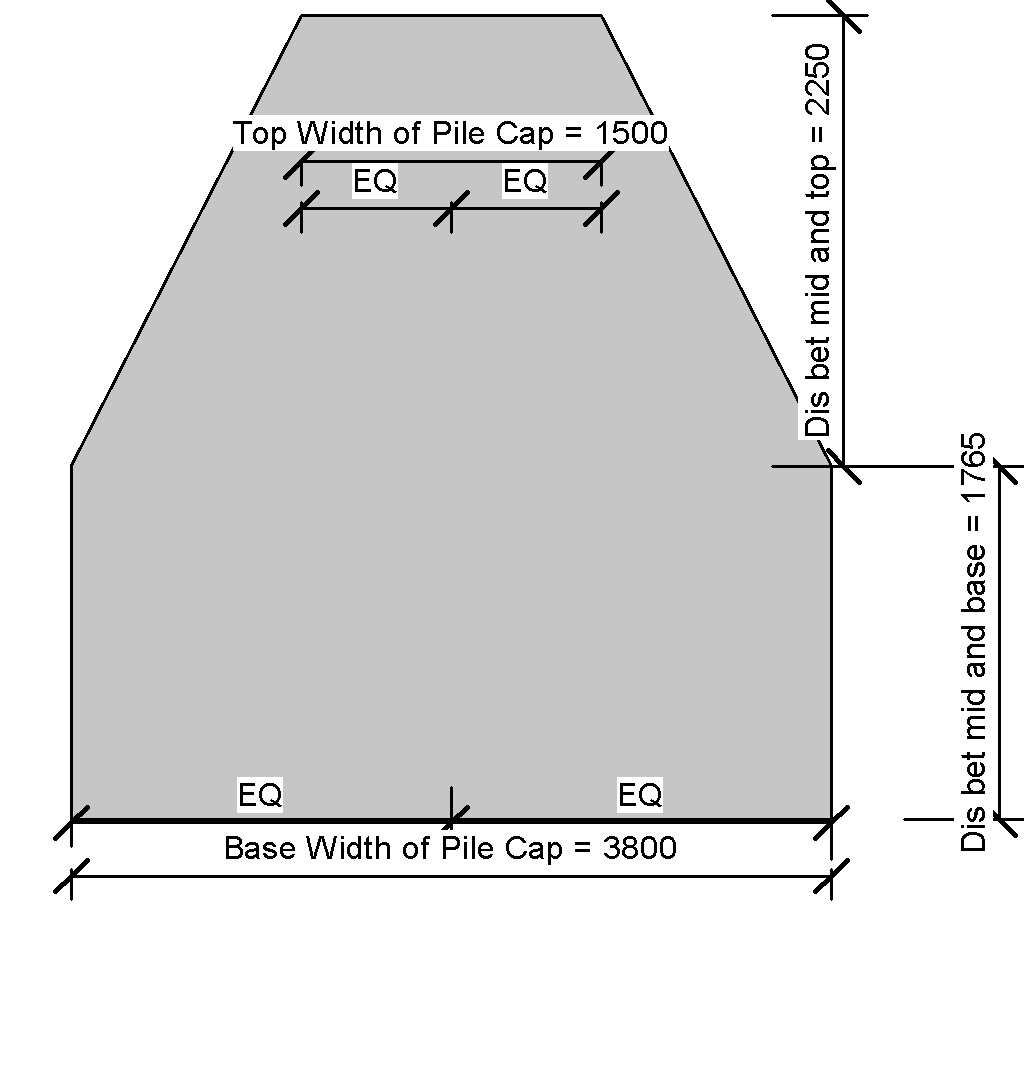 Top Width of Pile Cap = 1500
EQ
EQ
Dis bet mid and top = 2250
Dis bet mid and base = 1765
EQ
EQ
Base Width of Pile Cap = 3800